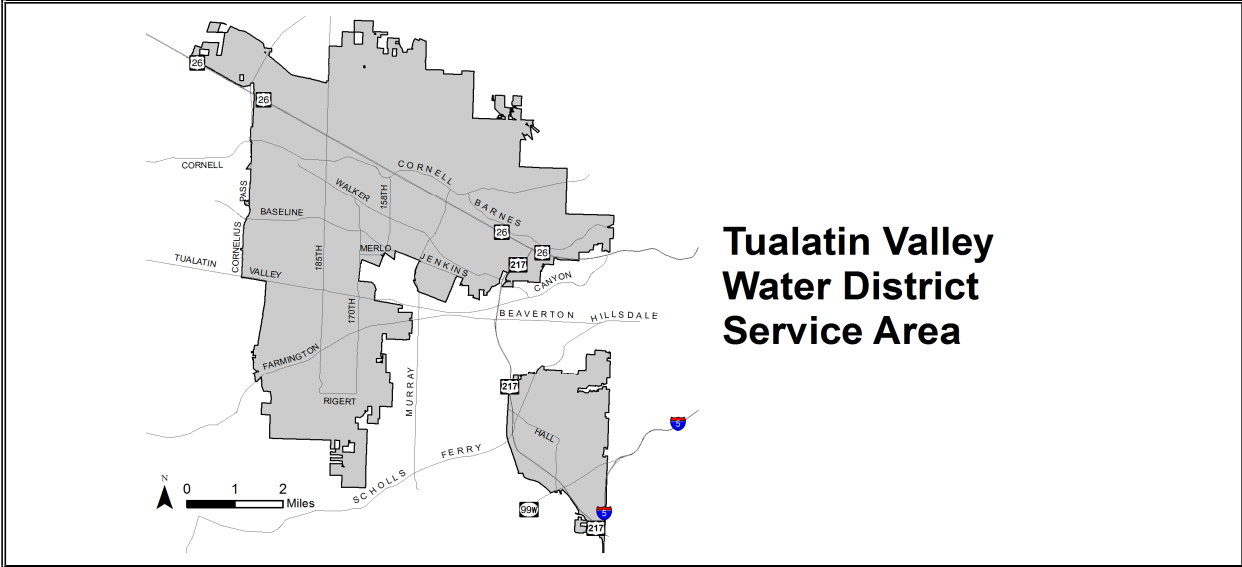 26
26
CORNELL
CORNELL
WALKER
158TH
PASS
BARNES
BASELINE
26
CORNELIUS
185TH
MERLO
26
217
JENKINS
TUALATIN
VALLEY
CANYON
170TH
BEAVERTON
HILLSDALE
FARMINGTON
217
MURRAY
RIGERT
HALL
5
FERRY
SCHOLLS
99W
5
217
N
0 1 2
Miles
Tualatin Valley
Water District
Service Area